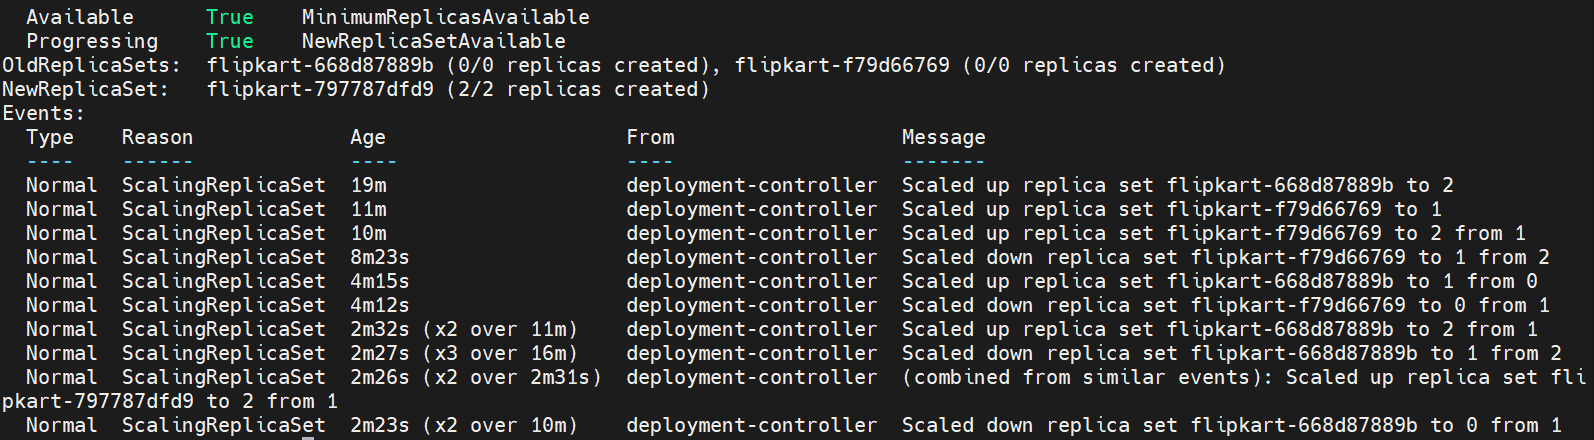 Available True MinimumReplicasAvailable
Progressing True NewReplicaSetAvailable
OldReplicaSets: flipkart-668d87889b (0/0 replicas created), flipkart-f79d66769 (0/0 replicas created)
NewReplicaSet: flipkart-797787dfd9 (2/2 replicas created)
Events:
Type Reason Age From Message
---- ------ ---- ---- -------
Normal ScalingReplicaSet 19m deployment-controller Scaled up replica set flipkart-668d87889b to 2
Normal ScalingReplicaSet 11m deployment-controller Scaled up replica set flipkart-f79d66769 to 1
Normal ScalingReplicaSet 10m deployment-controller Scaled up replica set flipkart-f79d66769 to 2 from 1
Normal ScalingReplicaSet 8m23s deployment-controller Scaled down replica set flipkart-f79d66769 to 1 from 2
Normal ScalingReplicaSet 4m15s deployment-controller Scaled up replica set flipkart-668d87889b to 1 from 0
Normal ScalingReplicaSet 4m12s deployment-controller Scaled down replica set flipkart-f79d66769 to 0 from 1
Normal ScalingReplicaSet 2m32s (x2 over 11m) deployment-controller Scaled up replica set flipkart-668d87889b to 2 from 1
Normal ScalingReplicaSet 2m27s (x3 over 16m) deployment-controller Scaled down replica set flipkart-668d87889b to 1 from 2
Normal ScalingReplicaSet 2m26s (x2 over 2m31s) deployment-controller (combined from similar events): Scaled up replica set fli
pkart-797787dfd9 to 2 from 1
Normal ScalingReplicaSet 2m23s (x2 over 10m) deployment-controller Scaled down replica set flipkart-668d87889b to 0 from 1